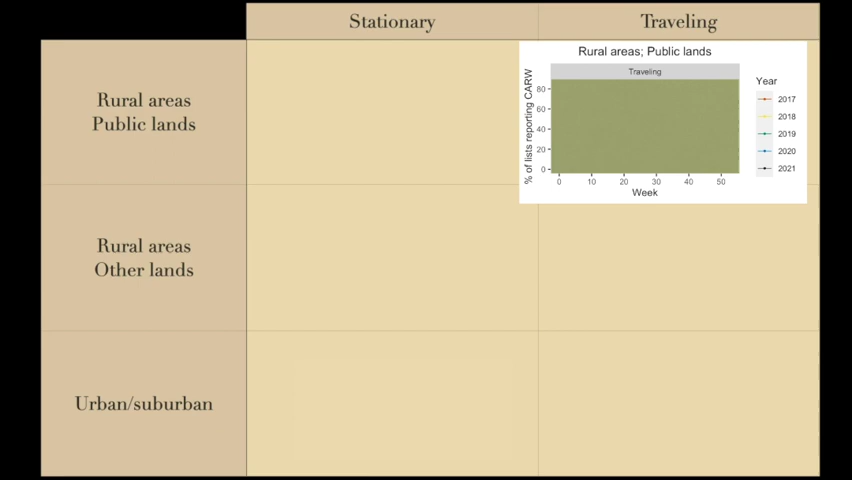 Stationary
Traveling
Rural areas
Public lands
Rural areas; Public lands
Traveling
% of lists reporting CARW
80
60
40
20
0
0 10 20 30 40 50
Week
Year
2017
2018
2019
2020
2021
Rural areas
Other lands
Urban/suburban